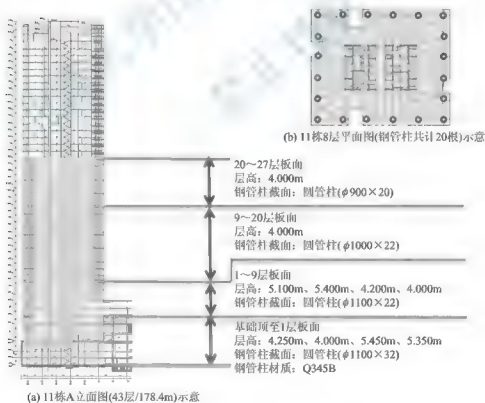 (b) 11栋8层平面图(钢管柱共计20根)示意
20～27层板面
层高：4.000m
钢管柱截面：圆管柱(ϕ900×20)
9～20层板面
层高：4.000m
钢管柱截面：圆管柱(ϕ1000×22)
1～9层板面
层高：5.100m、5.400m、4.200m、4.000m
钢管柱截面：圆管柱(ϕ1100×22)
基础顶至1层板面
层高：4.250m、4.000m、5.450m、5.350m
钢管柱截面：圆管柱(ϕ1100×32)
钢管柱材质：Q345B
(a) 11栋A立面图(43层/178.4m)示意